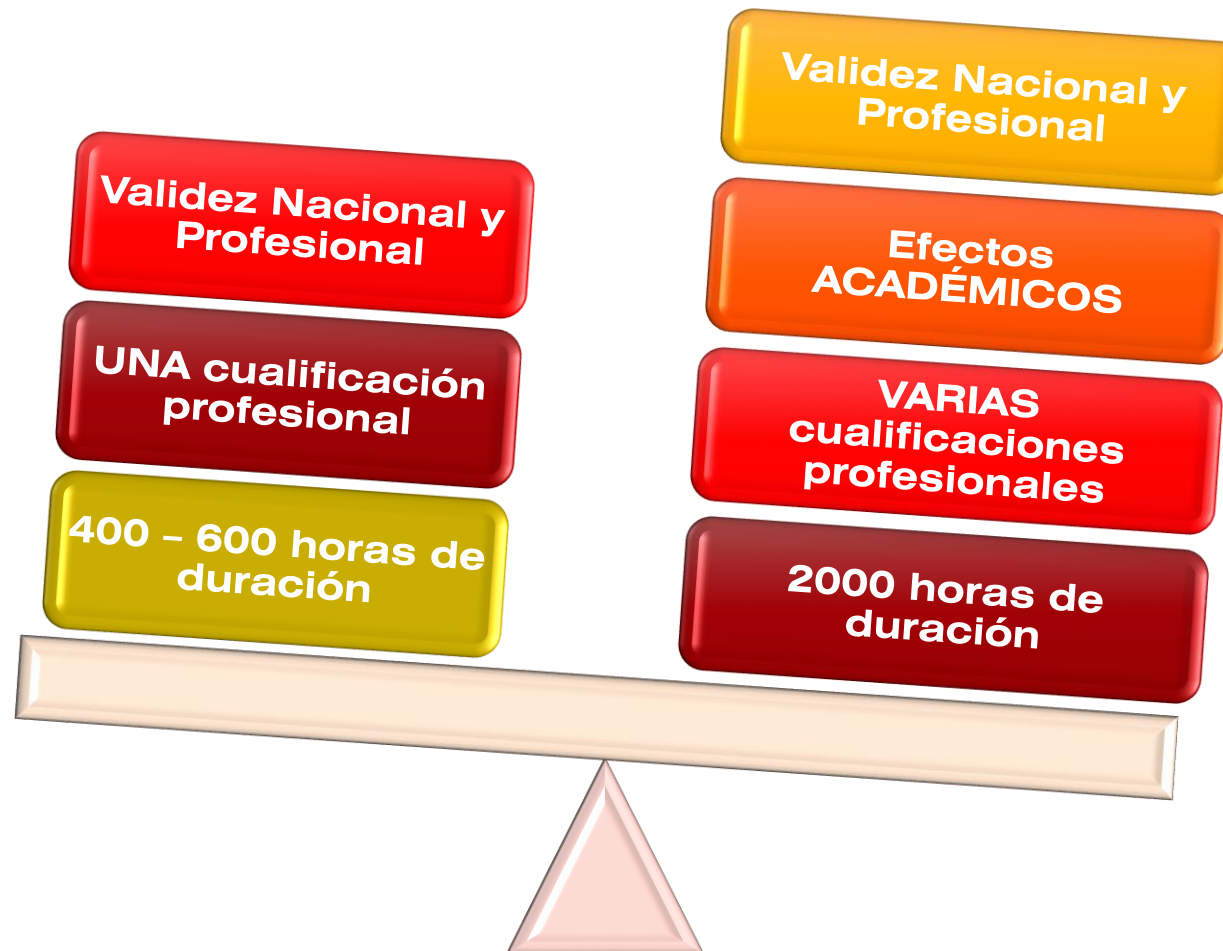 Validez Nacional y
Profesional
UNA cualificación
profesional
400 – 600 horas de
duración
Validez Nacional y
Profesional
Efectos
ACADÉMICOS
VARIAS
cualificaciones
profesionales
2000 horas de
duración